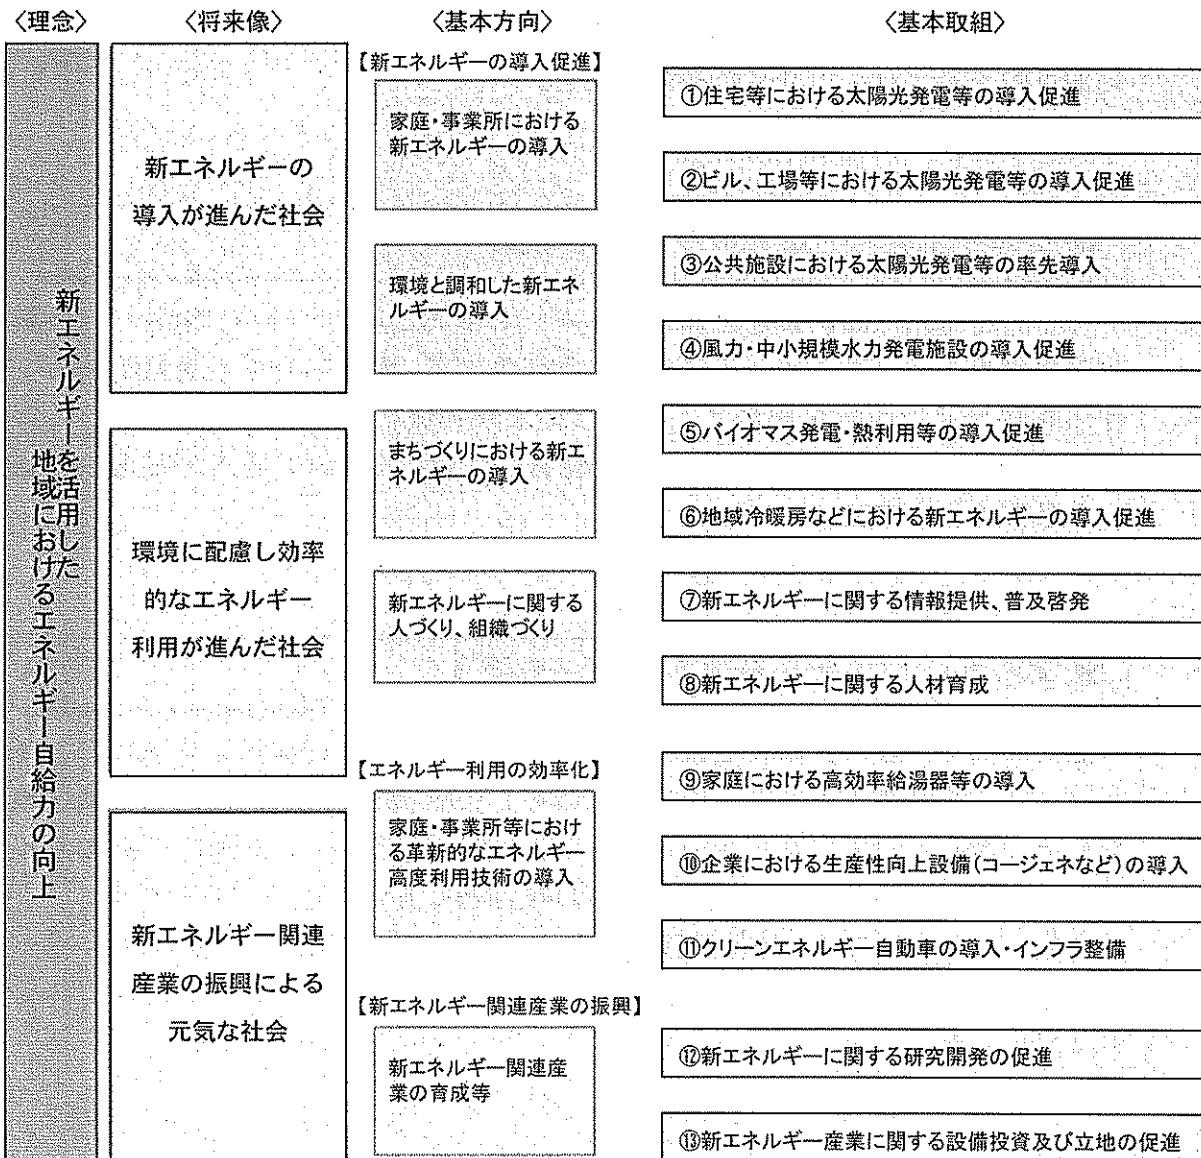 〈理念〉
〈将来像〉
〈基本方向〉
〈基本取組〉
新エネルギーを活用した
地域におけるエネルギー自給力の向上
新エネルギーの
導入が進んだ社会
環境に配慮し効率
的なエネルギー
利用が進んだ社会
新エネルギー関連
産業の振興による
元気な社会
【新エネルギーの導入促進】
家庭・事業所における
新エネルギーの導入
環境と調和した新エネ
ルギーの導入
まちづくりにおける新エ
ネルギーの導入
新エネルギーに関する
人づくり、組織づくり
【エネルギー利用の効率化】
家庭・事業所等におけ
る革新的なエネルギー
高度利用技術の導入
【新エネルギー関連産業の振興】
新エネルギー関連産
業の育成等
①住宅等における太陽光発電等の導入促進
②ビル、工場等における太陽光発電等の導入促進
③公共施設における太陽光発電等の率先導入
④風力・中小規模水力発電施設の導入促進
⑤バイオマス発電・熱利用等の導入促進
⑥地域冷暖房などにおける新エネルギーの導入促進
⑦新エネルギーに関する情報提供、普及啓発
⑧新エネルギーに関する人材育成
⑨家庭における高効率給湯器等の導入
⑩企業における生産性向上設備(コージェネなど)の導入
⑪クリーンエネルギー自動車の導入・インフラ整備
⑫新エネルギーに関する研究開発の促進
⑬新エネルギー産業に関する設備投資及び立地の促進